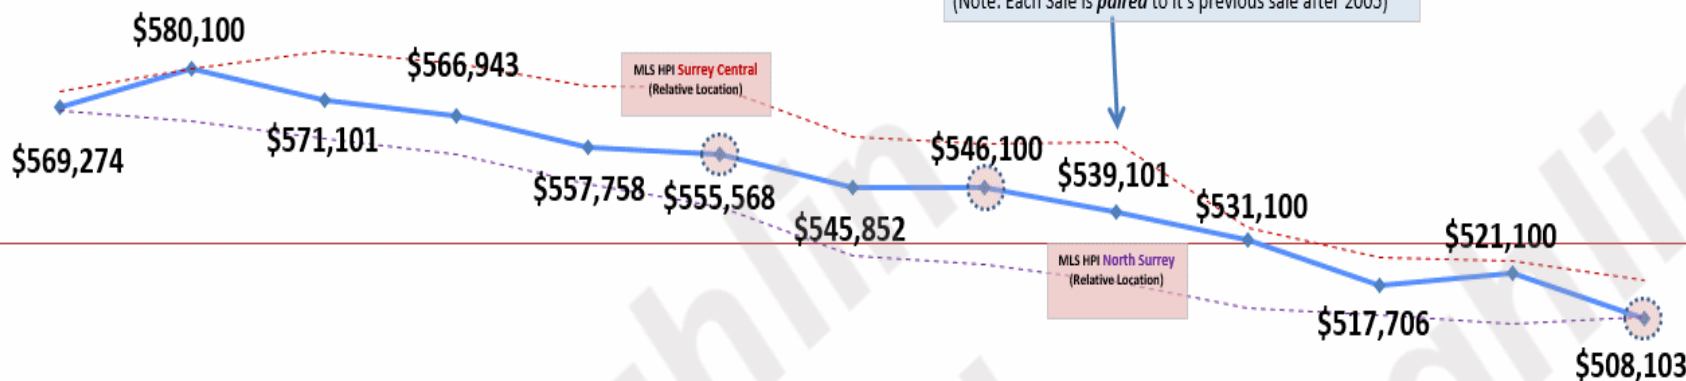 (Note: Each Sale is paired to it's previous sale after 2005)
$580,100
$566,943
MLS HPI Surrey Central
(Relative Location)
$569,274
$571,101
$557,758
$555,568
$546,100
$539,101
$545,852
$531,100
MLS HPI North Surrey
(Relative Location)
$521,100
$517,706
$508,103